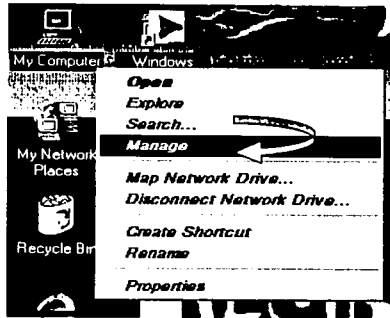 My Computer
Windows
Open
Explore
Search...
Manage
Map Network Drive...
Disconnect Network Drive...
My Network
Places
Create Shortcut
Rename
Recycle Bin
Properties